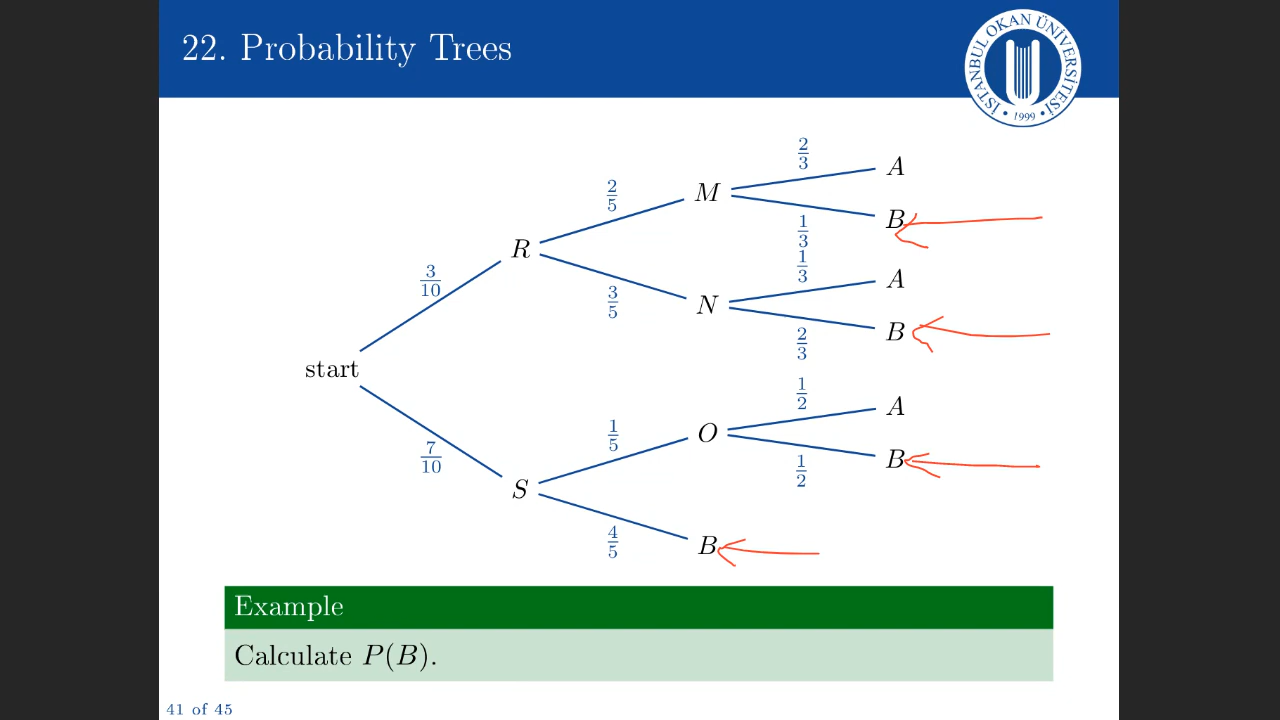 22. Probability Trees
İSTANBUL OKAN ÜNİVERSİTESİ
• 1999 •
2/3
A
M
2/5
1/3
B
R
3/10
1/3
A
3/5
N
2/3
B
start
1/2
A
7/10
1/5
O
1/2
B
S
4/5
B
Example
Calculate P(B).
41 of 45